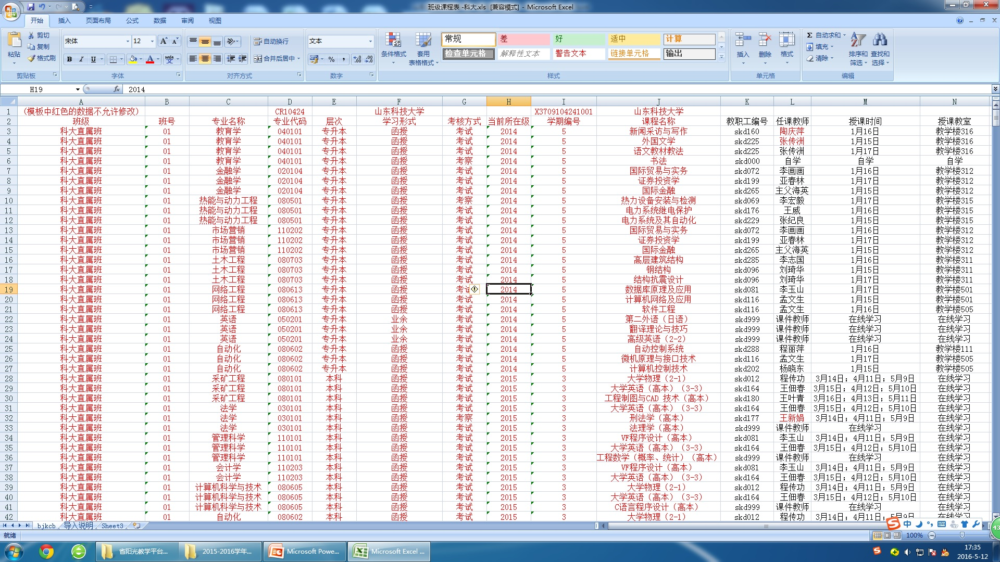 班级课程表 -科大.xls [兼容模式] - Microsoft Excel
开始 插入 页面布局 公式 数据 审阅 视图
粘贴 剪切 复制 格式刷 剪贴板
宋体 12 B I U 字体
自动换行 合并后居中 对齐方式
文本 % , 数字
条件格式 套用表格格式 常规 差 好 适中 计算 检查单元格 解释性文本 警告文本 链接单元格 输出 样式
插入 删除 格式 单元格
Σ 自动求和 填充 清除 排序和筛选 查找和选择 编辑
H19 fx 2014
A B C D E F G H I J K L M N
1 (模板中红色的数据不允许修改) CR10424 山东科技大学 X3709104241001 山东科技大学
2 班级 班号 专业名称 专业代码 层次 学习形式 考核方式 当前所在级 学期编号 课程名称 教职工编号 任课教师 授课时间 授课教室
3 科大直属班 01 教育学 040101 专升本 函授 考试 2014 5 新闻采访与写作 skd160 陶庆萍 1月16日 教学楼316
4 科大直属班 01 教育学 040101 专升本 函授 考试 2014 5 外国文学 skd225 张传洲 1月15日 教学楼316
5 科大直属班 01 教育学 040101 专升本 函授 考试 2014 5 语文教材教法 skd225 张传洲 1月17日 教学楼316
6 科大直属班 01 教育学 040101 专升本 函授 考察 2014 5 书法 skd000 自学 自学 自学
7 科大直属班 01 金融学 020104 专升本 函授 考试 2014 5 国际贸易与实务 skd072 李画画 1月16日 教学楼312
8 科大直属班 01 金融学 020104 专升本 函授 考试 2014 5 证券投资学 skd199 亚春林 1月17日 教学楼312
9 科大直属班 01 金融学 020104 专升本 函授 考试 2014 5 国际金融 skd265 主父海英 1月15日 教学楼312
10 科大直属班 01 热能与动力工程 080501 专升本 函授 考察 2014 5 热力设备安装与检测 skd069 李宏毅 1月17日 教学楼315
11 科大直属班 01 热能与动力工程 080501 专升本 函授 考试 2014 5 电力系统继电保护 skd176 王威 1月16日 教学楼315
12 科大直属班 01 热能与动力工程 080501 专升本 函授 考试 2014 5 电力系统及其自动化 skd229 张纪良 1月15日 教学楼315
13 科大直属班 01 市场营销 110202 专升本 函授 考试 2014 5 国际贸易与实务 skd072 李画画 1月16日 教学楼312
14 科大直属班 01 市场营销 110202 专升本 函授 考试 2014 5 证券投资学 skd199 亚春林 1月17日 教学楼312
15 科大直属班 01 市场营销 110202 专升本 函授 考试 2014 5 国际金融 skd265 主父海英 1月15日 教学楼312
16 科大直属班 01 土木工程 080703 专升本 函授 考试 2014 5 高层建筑结构 skd285 李志国 1月16日 教学楼311
17 科大直属班 01 土木工程 080703 专升本 函授 考试 2014 5 钢结构 skd096 刘琦华 1月15日 教学楼311
18 科大直属班 01 土木工程 080703 专升本 函授 考试 2014 5 结构抗震设计 skd096 刘琦华 1月17日 教学楼311
19 科大直属班 01 网络工程 080613 专升本 函授 考试 2014 5 数据库原理及应用 skd081 李玉山 1月17日 教学楼501
20 科大直属班 01 网络工程 080613 专升本 函授 考试 2014 5 计算机网络及应用 skd116 孟文生 1月15日 教学楼501
21 科大直属班 01 网络工程 080613 专升本 函授 考试 2014 5 软件工程 skd116 孟文生 1月16日 教学楼505
22 科大直属班 01 英语 050201 专升本 业余 考试 2014 5 第二外语（日语） skd999 课件教师 在线学习 在线学习
23 科大直属班 01 英语 050201 专升本 业余 考试 2014 5 翻译理论与技巧 skd999 课件教师 在线学习 在线学习
24 科大直属班 01 英语 050201 专升本 业余 考试 2014 5 高级英语（2-2） skd999 课件教师 在线学习 在线学习
25 科大直属班 01 自动化 080602 专升本 函授 考试 2014 5 自动控制系统 skd288 程丽萍 1月16日 教学楼111
26 科大直属班 01 自动化 080602 专升本 函授 考试 2014 5 微机原理与接口技术 skd116 孟文生 1月17日 教学楼505
27 科大直属班 01 自动化 080602 专升本 函授 考试 2014 5 计算机控制技术 skd202 杨晓东 1月15日 教学楼505
28 科大直属班 01 采矿工程 080101 本科 函授 考试 2015 3 大学物理（2-1） skd012 程传功 3月14日；4月11日；5月9日 在线学习
29 科大直属班 01 采矿工程 080101 本科 函授 考试 2015 3 大学英语（高本）（3-3） skd164 王佃春 3月15日；4月12日；5月10日 在线学习
30 科大直属班 01 采矿工程 080101 本科 函授 考试 2015 3 工程制图与CAD 技术（高本） skd180 王叶青 3月16日；4月13日；5月11日 在线学习
31 科大直属班 01 法学 030101 本科 函授 考试 2015 3 大学英语（高本）（3-3） skd164 王佃春 3月15日；4月12日；5月10日 在线学习
32 科大直属班 01 法学 030101 本科 函授 考察 2015 3 刑法学（高本） skd177 王新娟 3月14日；4月11日；5月9日 在线学习
33 科大直属班 01 法学 030101 本科 函授 考试 2015 3 法理学（高本） skd999 课件教师 在线学习 在线学习
34 科大直属班 01 管理科学 110101 本科 函授 考试 2015 3 VF程序设计（高本） skd081 李玉山 3月14日；4月11日；5月9日 在线学习
35 科大直属班 01 管理科学 110101 本科 函授 考试 2015 3 大学英语（高本）（3-3） skd164 王佃春 3月15日；4月12日；5月10日 在线学习
36 科大直属班 01 管理科学 110101 本科 函授 考试 2015 3 工程数学（概率、统计）（高本） skd999 课件教师 在线学习 在线学习
37 科大直属班 01 会计学 110203 本科 函授 考试 2015 3 VF程序设计（高本） skd081 李玉山 3月14日；4月11日；5月9日 在线学习
38 科大直属班 01 会计学 110203 本科 函授 考试 2015 3 大学英语（高本）（3-3） skd164 王佃春 3月15日；4月12日；5月10日 在线学习
39 科大直属班 01 计算机科学与技术 080605 本科 函授 考试 2015 3 大学物理（2-1） skd012 程传功 3月14日；4月11日；5月9日 在线学习
40 科大直属班 01 计算机科学与技术 080605 本科 函授 考试 2015 3 大学英语（高本）（3-3） skd164 王佃春 3月15日；4月12日；5月10日 在线学习
41 科大直属班 01 计算机科学与技术 080605 本科 函授 考试 2015 3 C语言程序设计（高本） skd999 课件教师 在线学习 在线学习
42 科大直属班 01 自动化 080602 本科 函授 考试 2015 3 大学物理（2-1） skd012 程传功 3月14日；4月11日；5月9日 在线学习
bjkcb 导入说明 Sheet3 中
就绪 100% 43
省阳光教学平台... 2015-2016学年... Microsoft Powe... Microsoft Excel ... 17:35
2016-5-12